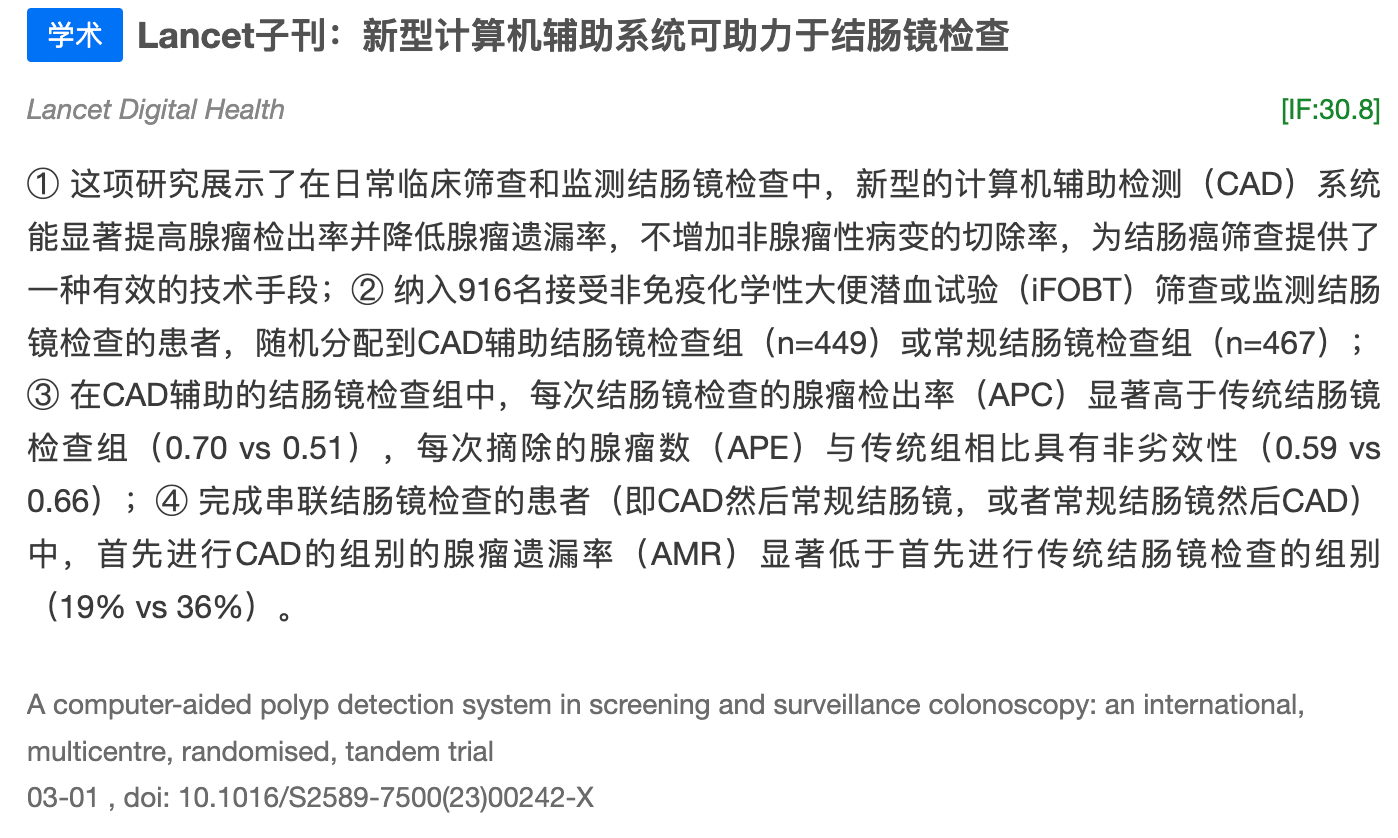 学术 Lancet子刊：新型计算机辅助系统可助力于结肠镜检查
Lancet Digital Health [IF:30.8]
① 这项研究展示了在日常临床筛查和监测结肠镜检查中，新型的计算机辅助检测（CAD）系统
能显著提高腺瘤检出率并降低腺瘤遗漏率，不增加非腺瘤性病变的切除率，为结肠癌筛查提供了
一种有效的技术手段；② 纳入916名接受非免疫化学性大便潜血试验（iFOBT）筛查或监测结肠
镜检查的患者，随机分配到CAD辅助结肠镜检查组（n=449）或常规结肠镜检查组（n=467）；
③ 在CAD辅助的结肠镜检查组中，每次结肠镜检查的腺瘤检出率（APC）显著高于传统结肠镜
检查组（0.70 vs 0.51），每次摘除的腺瘤数（APE）与传统组相比具有非劣效性（0.59 vs
0.66）；④ 完成串联结肠镜检查的患者（即CAD然后常规结肠镜，或者常规结肠镜然后CAD）
中，首先进行CAD的组别的腺瘤遗漏率（AMR）显著低于首先进行传统结肠镜检查的组别
（19% vs 36%）。
A computer-aided polyp detection system in screening and surveillance colonoscopy: an international,
multicentre, randomised, tandem trial
03-01 , doi: 10.1016/S2589-7500(23)00242-X